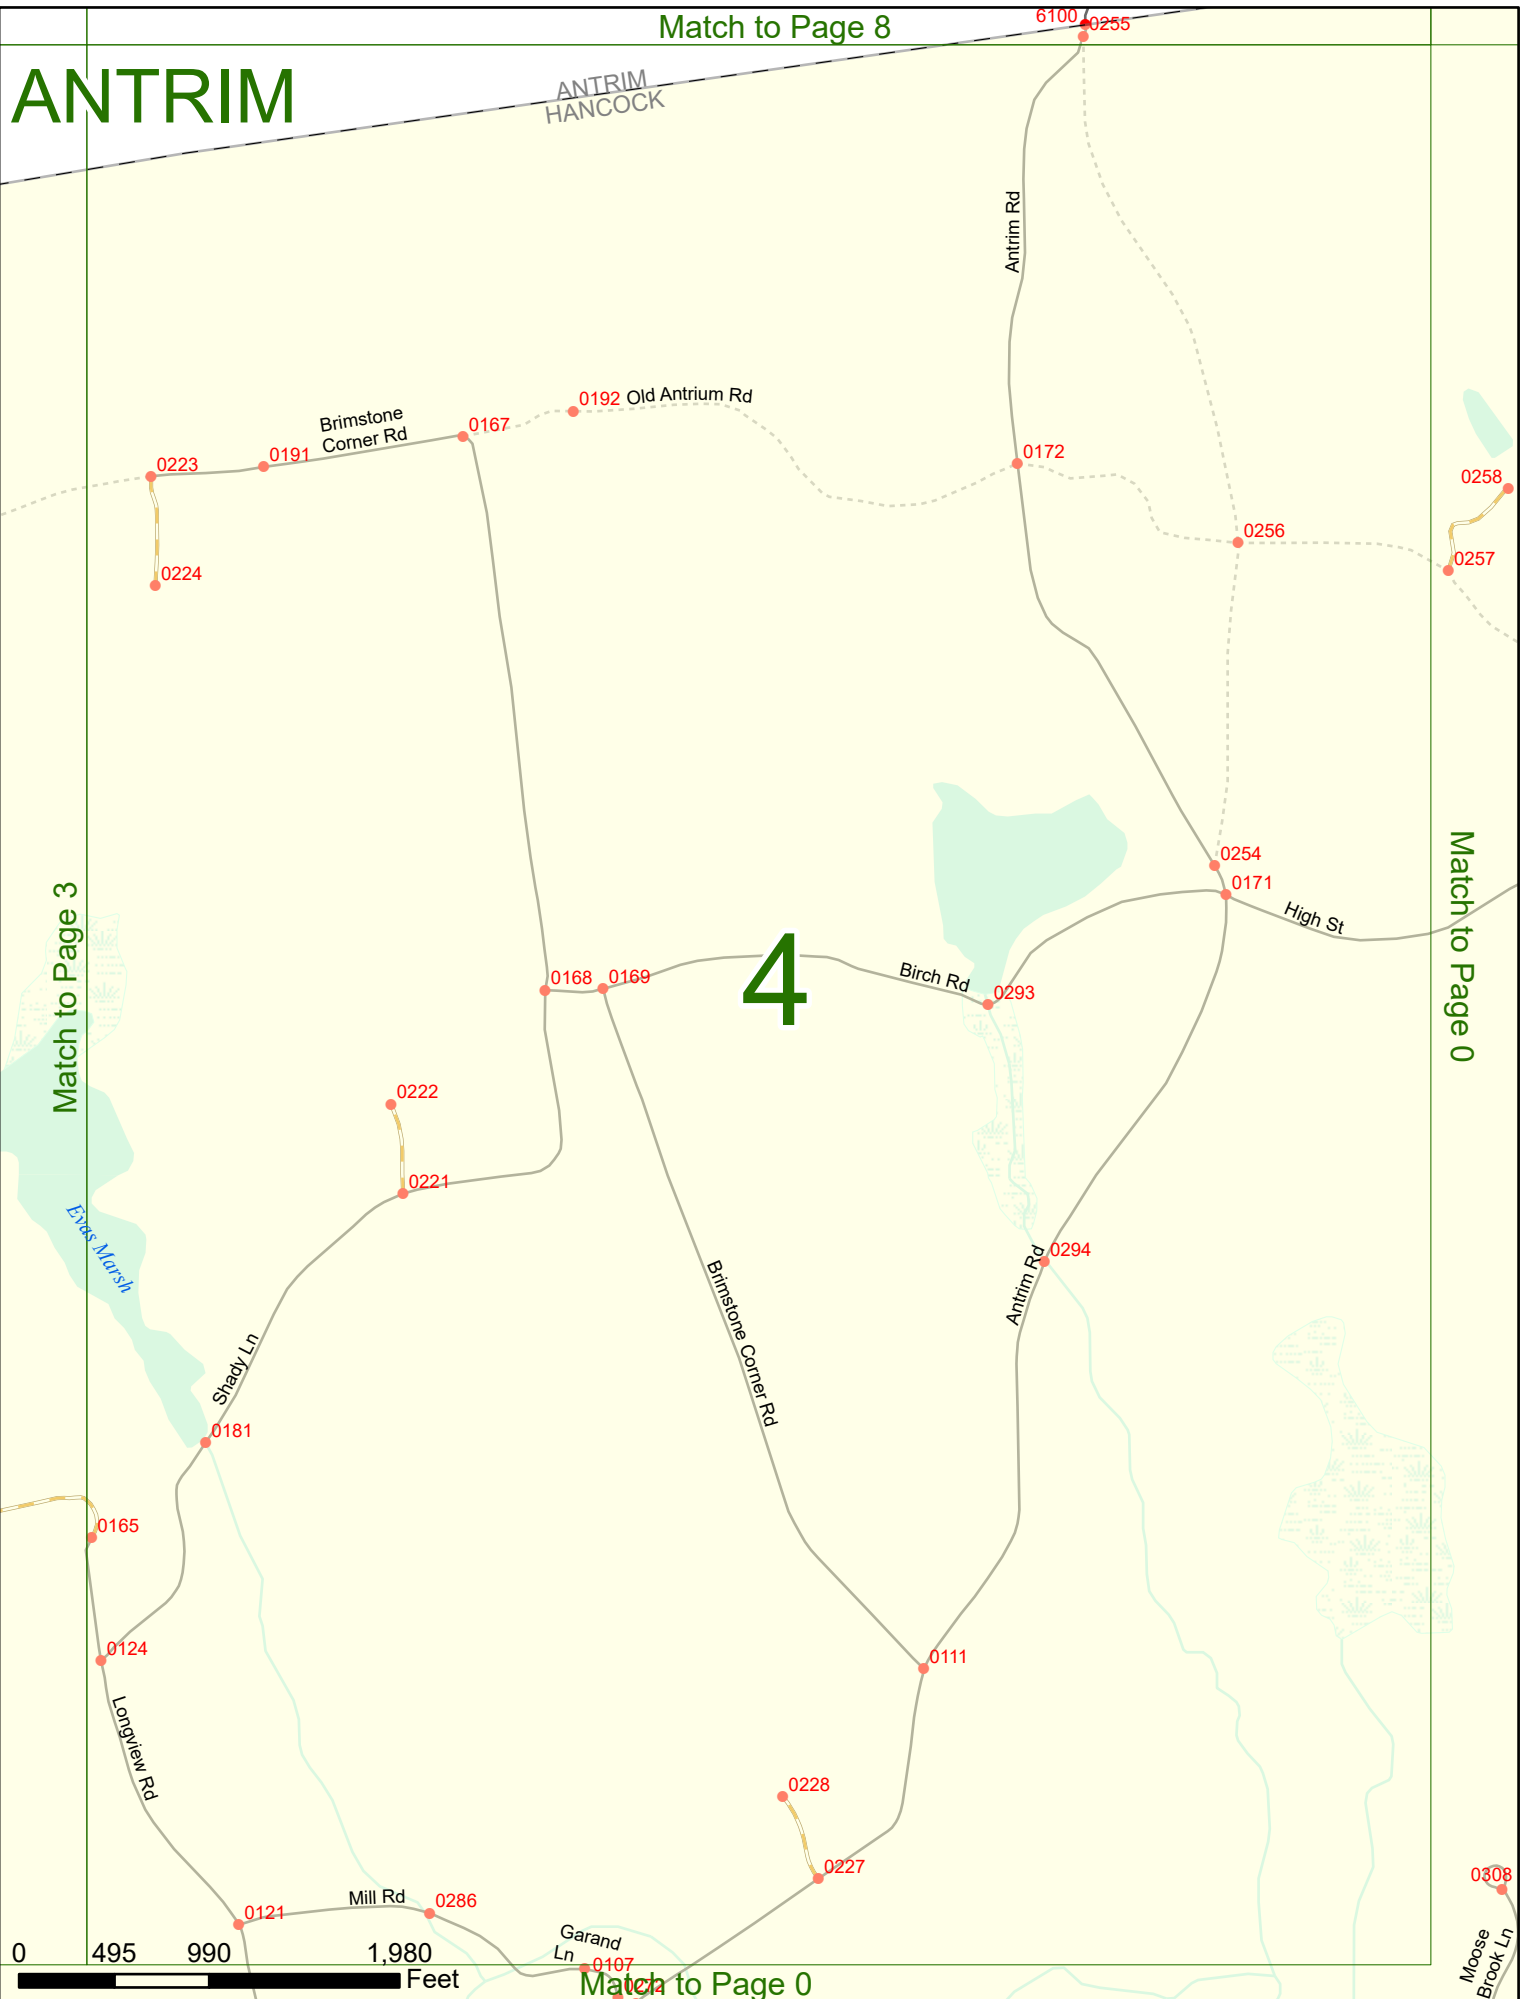 Match to Page 8
6100
0255
ANTRIM
ANTRIM
HANCOCK
Antrim Rd
0192
Old Antrium Rd
Brimstone
Corner Rd
0167
0191
0223
0172
0258
0256
0257
0224
0254
0171
High St
Match to Page 3
Match to Page 0
4
0168
0169
Birch Rd
0293
0222
0221
Evas Marsh
0294
Antrim Rd
Brimstone Corner Rd
Shady Ln
0181
0165
0124
0111
Longview Rd
0228
0227
0308
Mill Rd
0286
0121
Garand
Ln
0107
Moose
Brook Ln
0 495 990 1,980
Feet
Match to Page 0